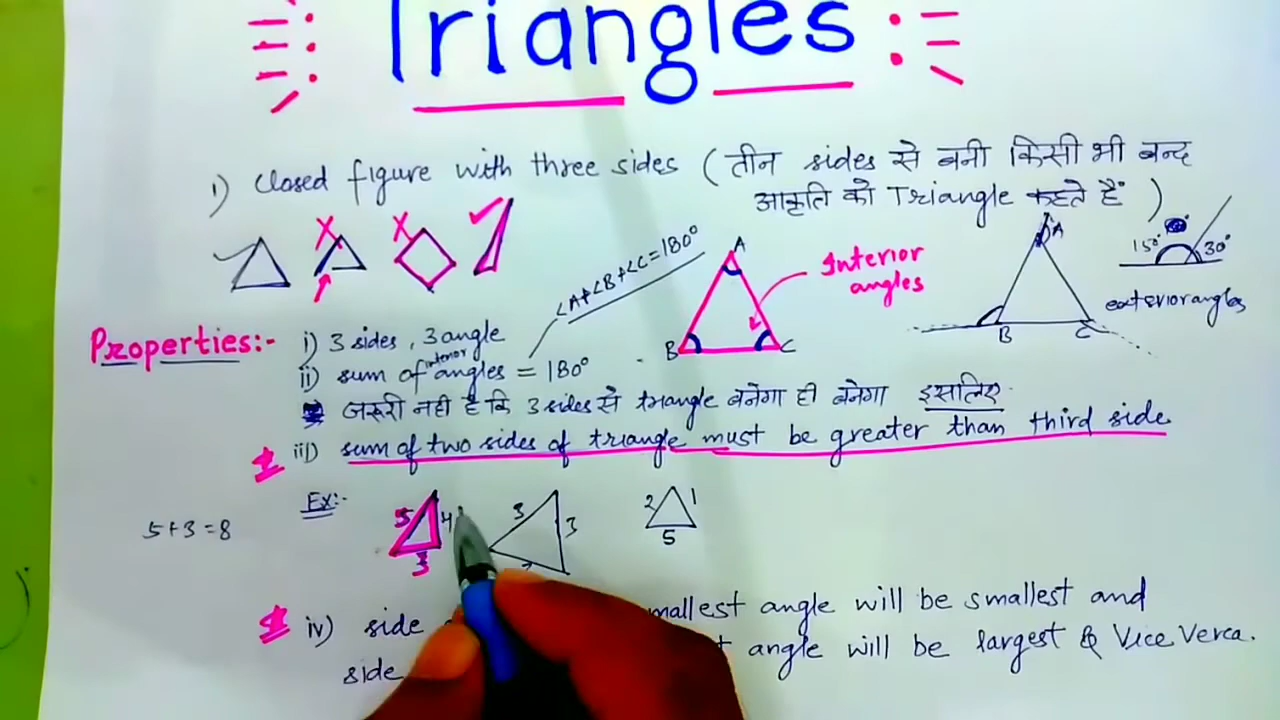 Triangles
i) Closed figure with three sides (तीन sides से बनी किसी भी बन्द
आकृति को Triangle कहते हैं )
∠A+∠B+∠C=180°
A
B
C
Interior
angles
A
B
C
150°
30°
exteriorangles
Properties:-
i) 3 sides, 3 angle
ii) sum of interior angles = 180°
जरूरी नही है कि 3 sides से triangle बनेगा ही बनेगा इसलिए
iii) sum of two sides of triangle must be greater than third side
Ex:-
5+3=8
5
4
3
3
3
2
1
5
iv) side smallest angle will be smallest and
side angle will be largest & Vice Verca.